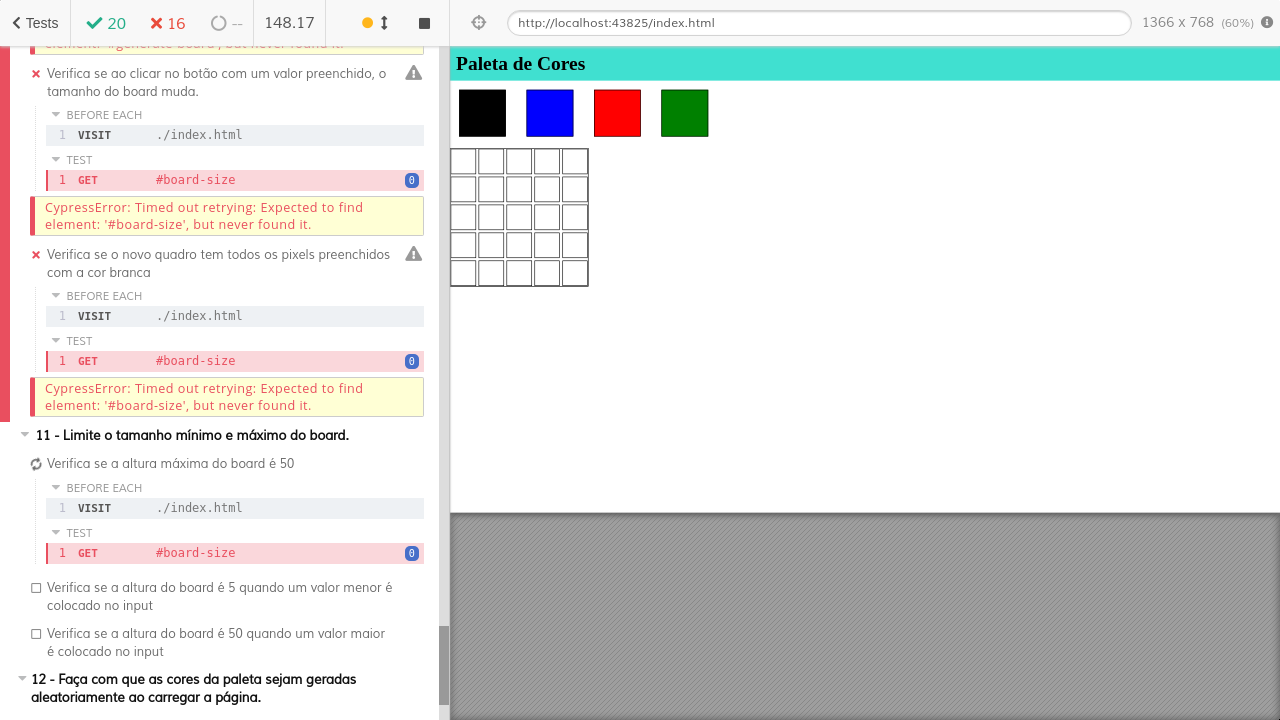 Tests 20 16 -- 148.17
http://localhost:43825/index.html 1366 x 768 (60%)
element: '#generate-board', but never found it.
Verifica se ao clicar no botão com um valor preenchido, o
tamanho do board muda.
BEFORE EACH
1 VISIT ./index.html
TEST
1 GET #board-size 0
CypressError: Timed out retrying: Expected to find
element: '#board-size', but never found it.
Verifica se o novo quadro tem todos os pixels preenchidos
com a cor branca
BEFORE EACH
1 VISIT ./index.html
TEST
1 GET #board-size 0
CypressError: Timed out retrying: Expected to find
element: '#board-size', but never found it.
11 - Limite o tamanho mínimo e máximo do board.
Verifica se a altura máxima do board é 50
BEFORE EACH
1 VISIT ./index.html
TEST
1 GET #board-size 0
Verifica se a altura do board é 5 quando um valor menor é
colocado no input
Verifica se a altura do board é 50 quando um valor maior
é colocado no input
12 - Faça com que as cores da paleta sejam geradas
aleatoriamente ao carregar a página.
Paleta de Cores